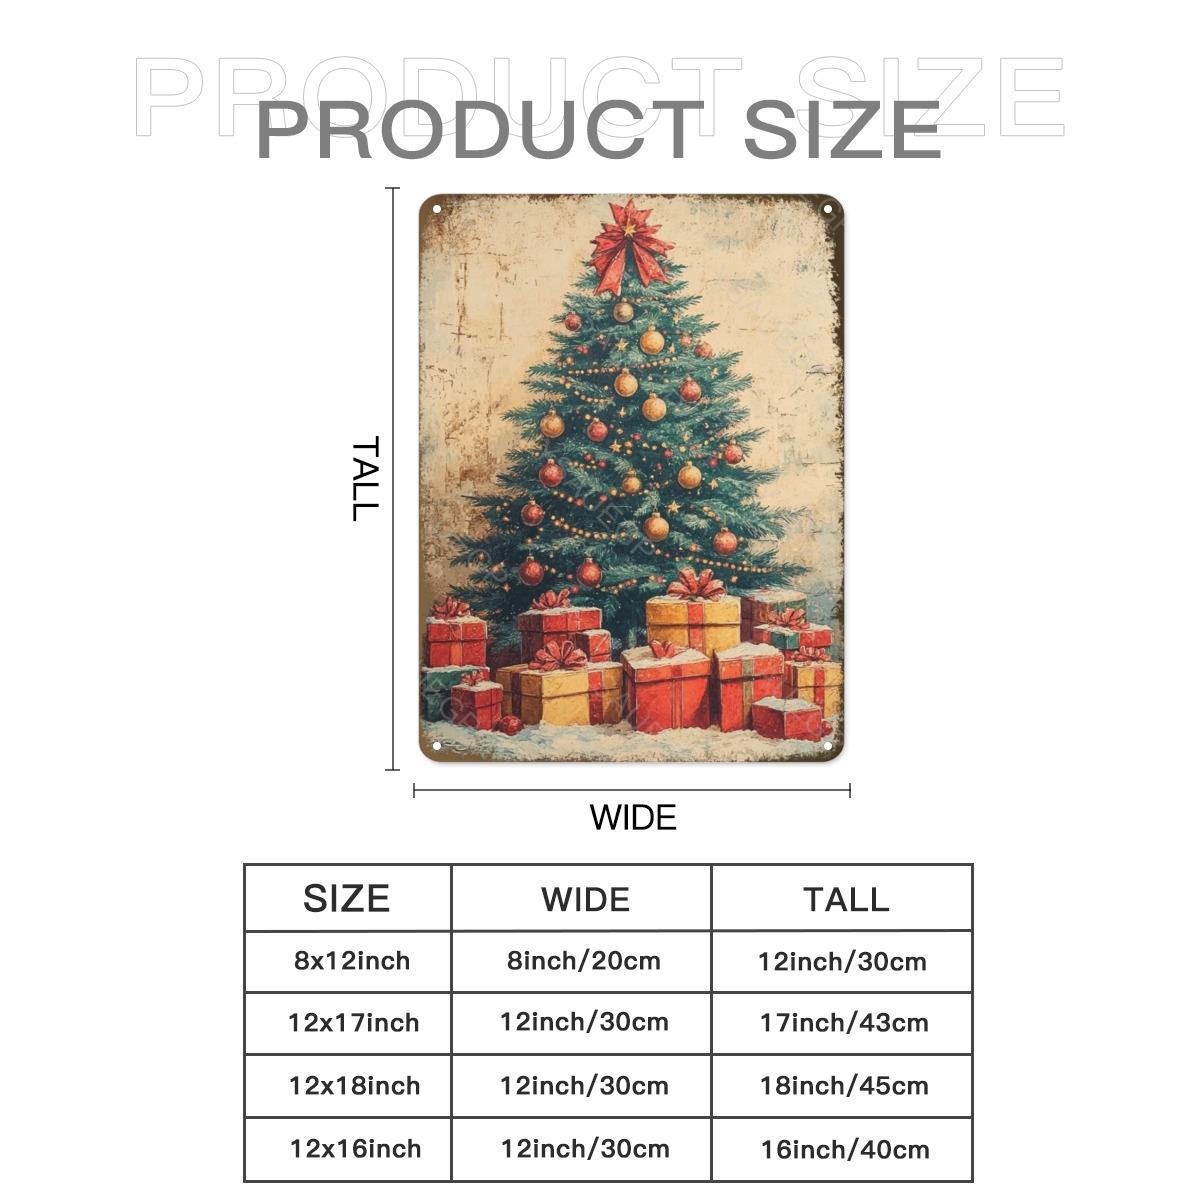 PRODUCT SIZE
PRODUCT SIZE
TALL
WIDE
SIZE WIDE TALL
8x12inch 8inch/20cm 12inch/30cm
12x17inch 12inch/30cm 17inch/43cm
12x18inch 12inch/30cm 18inch/45cm
12x16inch 12inch/30cm 16inch/40cm